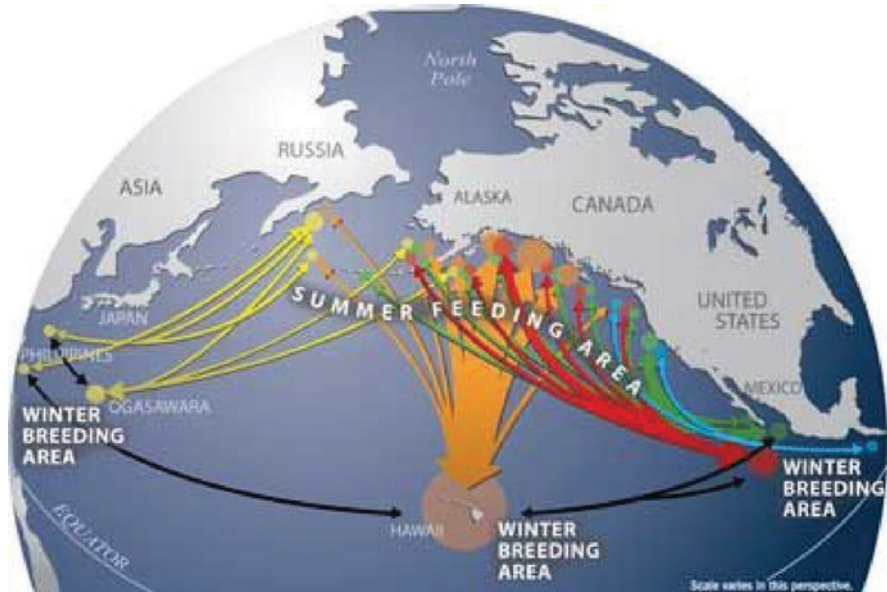 North
Pole
RUSSIA
ASIA
ALASKA
CANADA
SUMMER FEEDING AREA
UNITED
STATES
JAPAN
PHILIPPINES
MEXICO
OGASAWARA
WINTER
BREEDING
AREA
WINTER
BREEDING
AREA
HAWAII
WINTER
BREEDING
AREA
EQUATOR
Scale varies in this perspective.